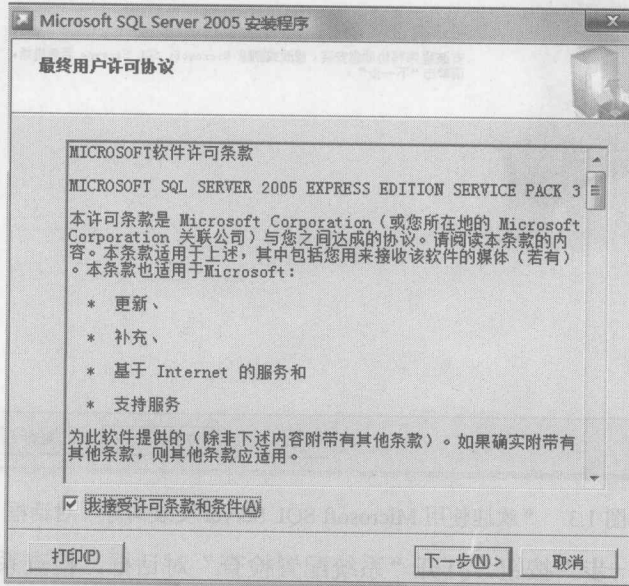 Microsoft SQL Server 2005 安装程序
最终用户许可协议
MICROSOFT软件许可条款
MICROSOFT SQL SERVER 2005 EXPRESS EDITION SERVICE PACK 3
本许可条款是 Microsoft Corporation（或您所在地的 Microsoft
Corporation 关联公司）与您之间达成的协议。请阅读本条款的内
容。本条款适用于上述，其中包括您用来接收该软件的媒体（若有）
。本条款也适用于Microsoft：
* 更新、
* 补充、
* 基于 Internet 的服务和
* 支持服务
为此软件提供的（除非下述内容附带有其他条款）。如果确实附带有
其他条款，则其他条款应适用。
我接受许可条款和条件(A)
打印(P)
下一步(N) >
取消